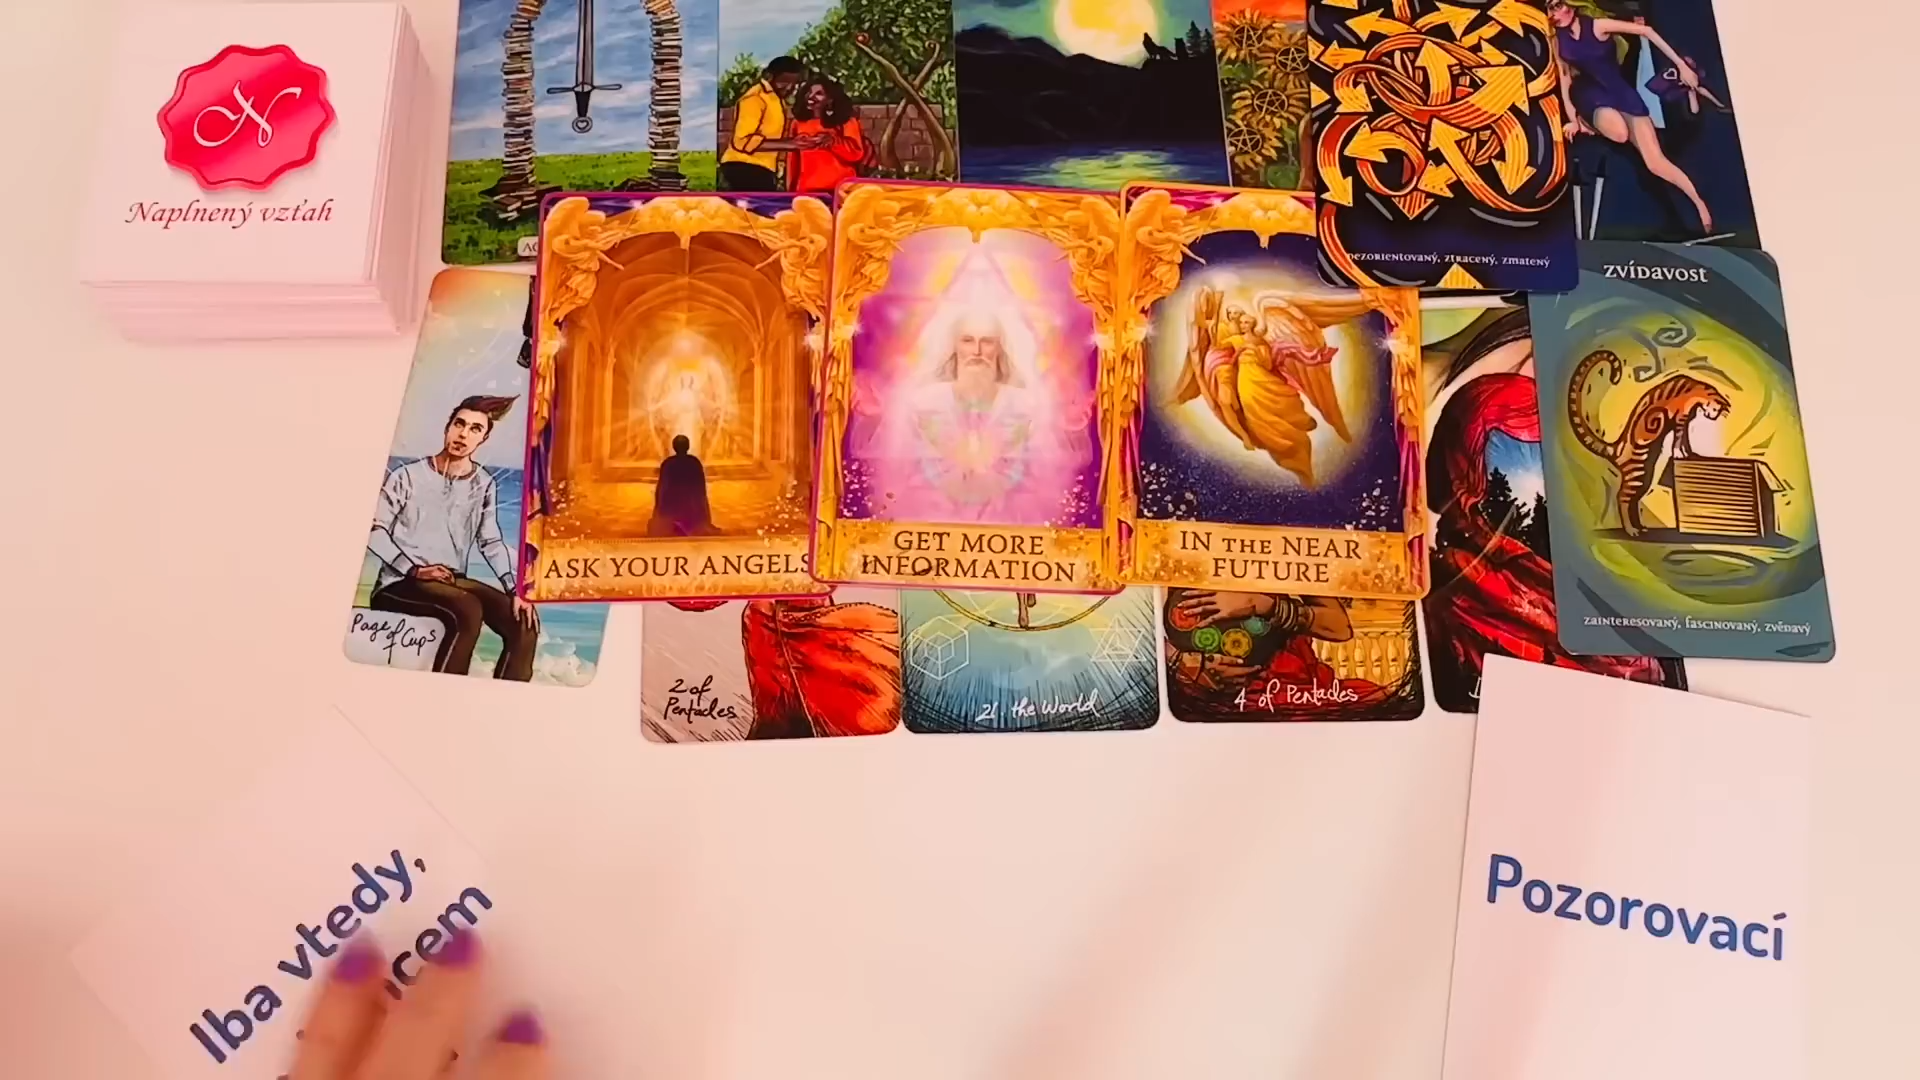 N
Naplnený vzťah
dezorientovaný, ztracený, zmatený
zvídavost
ASK YOUR ANGELS
GET MORE
INFORMATION
IN THE NEAR
FUTURE
zainteresovaný, fascinovaný, zvědavý
Page
of
Cups
2 of
Pentacles
21. the World
4 of Pentacles
Pozorovací
Iba vtedy,